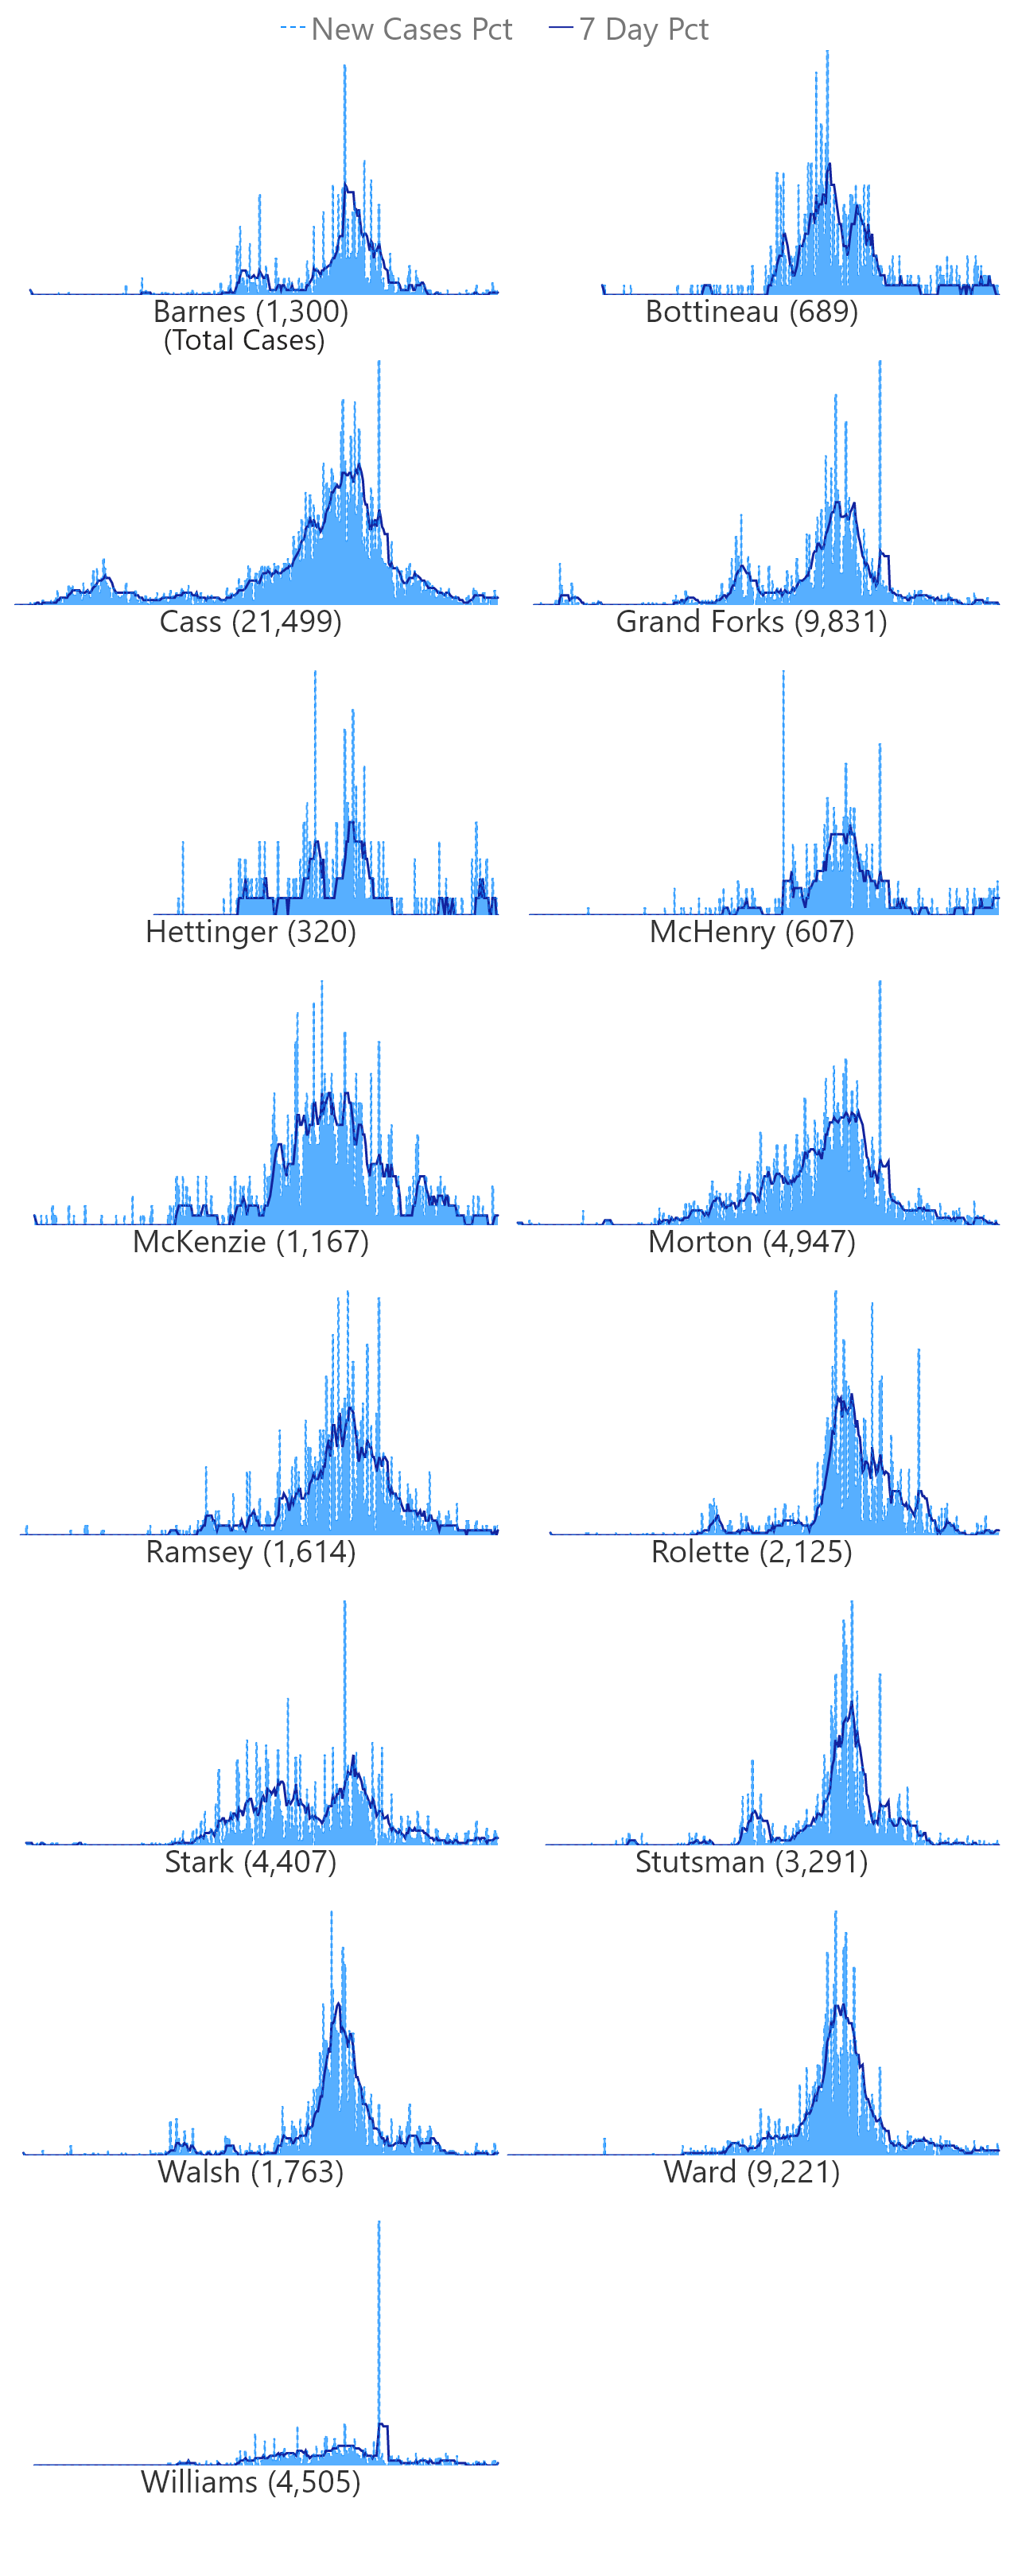 New Cases Pct 7 Day Pct
Barnes (1,300)
(Total Cases)
Bottineau (689)
Cass (21,499)
Grand Forks (9,831)
Hettinger (320)
McHenry (607)
McKenzie (1,167)
Morton (4,947)
Ramsey (1,614)
Rolette (2,125)
Stark (4,407)
Stutsman (3,291)
Walsh (1,763)
Ward (9,221)
Williams (4,505)